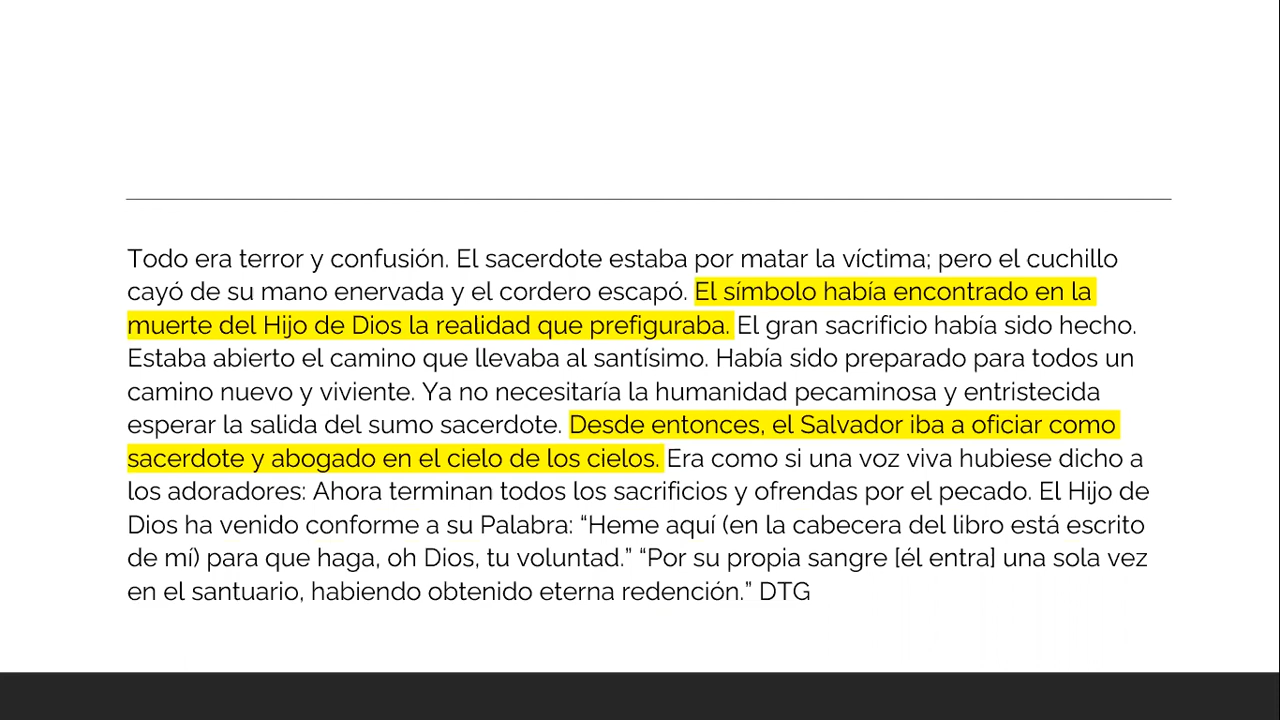 Todo era terror y confusión. El sacerdote estaba por matar la víctima; pero el cuchillo
cayó de su mano enervada y el cordero escapó. El símbolo había encontrado en la
muerte del Hijo de Dios la realidad que prefiguraba. El gran sacrificio había sido hecho.
Estaba abierto el camino que llevaba al santísimo. Había sido preparado para todos un
camino nuevo y viviente. Ya no necesitaría la humanidad pecaminosa y entristecida
esperar la salida del sumo sacerdote. Desde entonces, el Salvador iba a oficiar como
sacerdote y abogado en el cielo de los cielos. Era como si una voz viva hubiese dicho a
los adoradores: Ahora terminan todos los sacrificios y ofrendas por el pecado. El Hijo de
Dios ha venido conforme a su Palabra: “Heme aquí (en la cabecera del libro está escrito
de mí) para que haga, oh Dios, tu voluntad.” “Por su propia sangre [él entra] una sola vez
en el santuario, habiendo obtenido eterna redención.” DTG